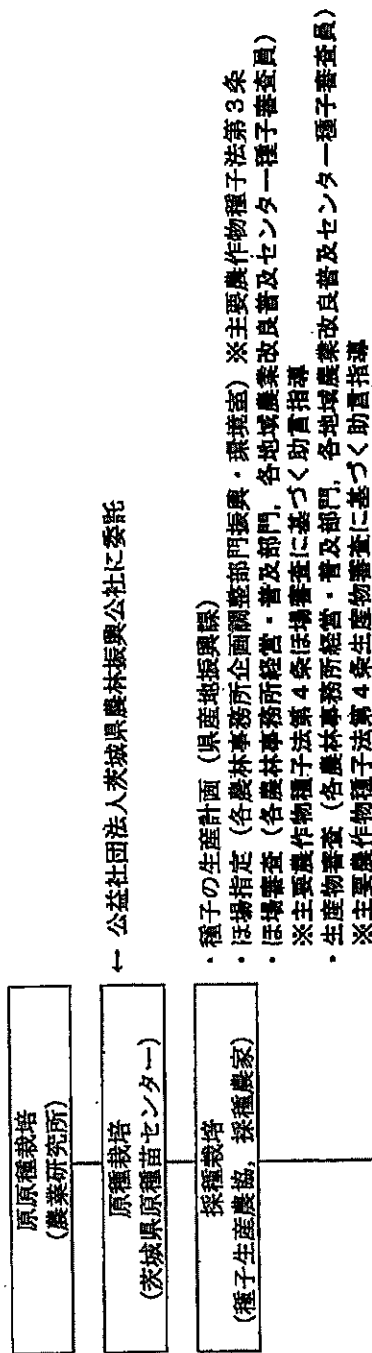 原原種栽培
(農業研究所)
原種栽培
(茨城県原種苗センター)
← 公益社団法人茨城県農林振興公社に委託
採種栽培
(種子生産農協，採種農家)
・種子の生産計画（県産地振興課）
・ほ場指定（各農林事務所企画調整部門振興・環境室）※主要農作物種子法第３条
・ほ場審査（各農林事務所経営・普及部門，各地域農業改良普及センター種子審査員）
※主要農作物種子法第４条ほ場審査に基づく助言指導
・生産物審査（各農林事務所経営・普及部門，各地域農業改良普及センター種子審査員）
※主要農作物種子法第４条生産物審査に基づく助言指導